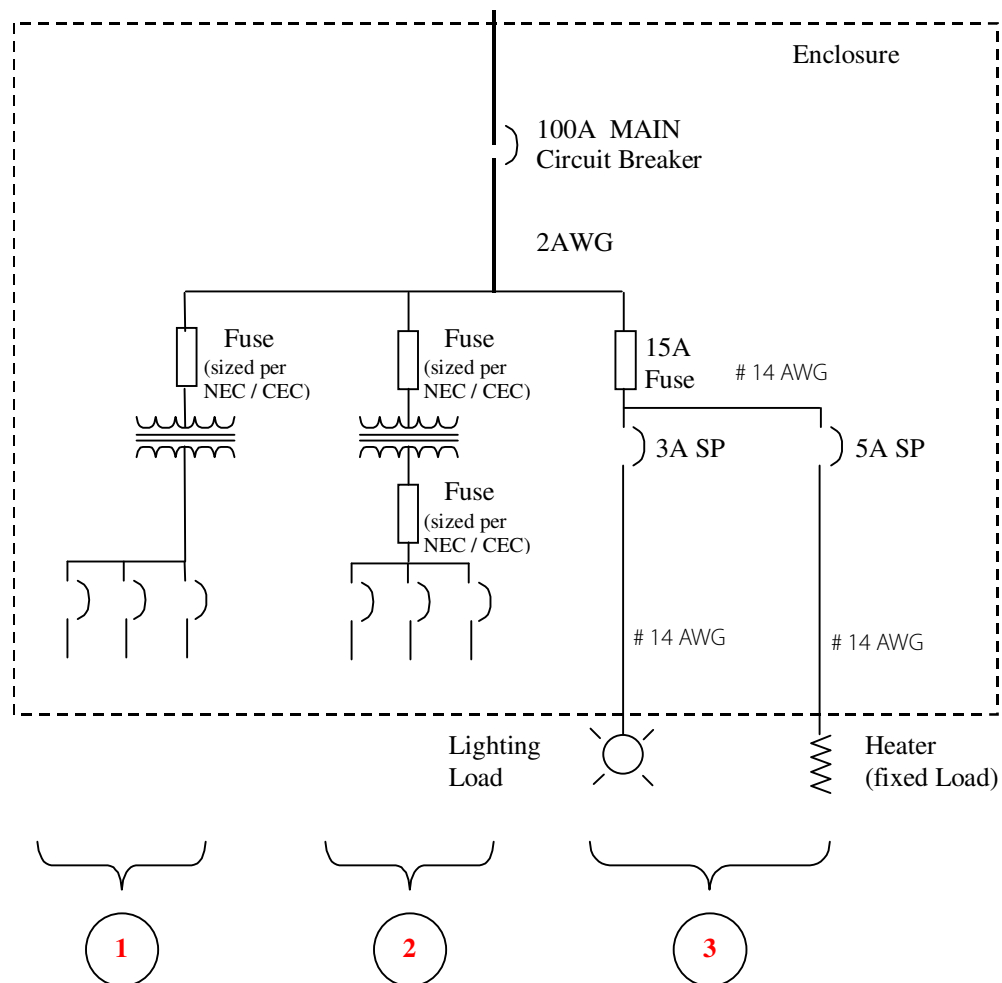 Enclosure
100A MAIN
Circuit Breaker
2AWG
Fuse
(sized per
NEC / CEC)
Fuse
(sized per
NEC / CEC)
15A
Fuse
# 14 AWG
3A SP
5A SP
Fuse
(sized per
NEC / CEC)
# 14 AWG
# 14 AWG
Lighting
Load
Heater
(fixed Load)
1
2
3